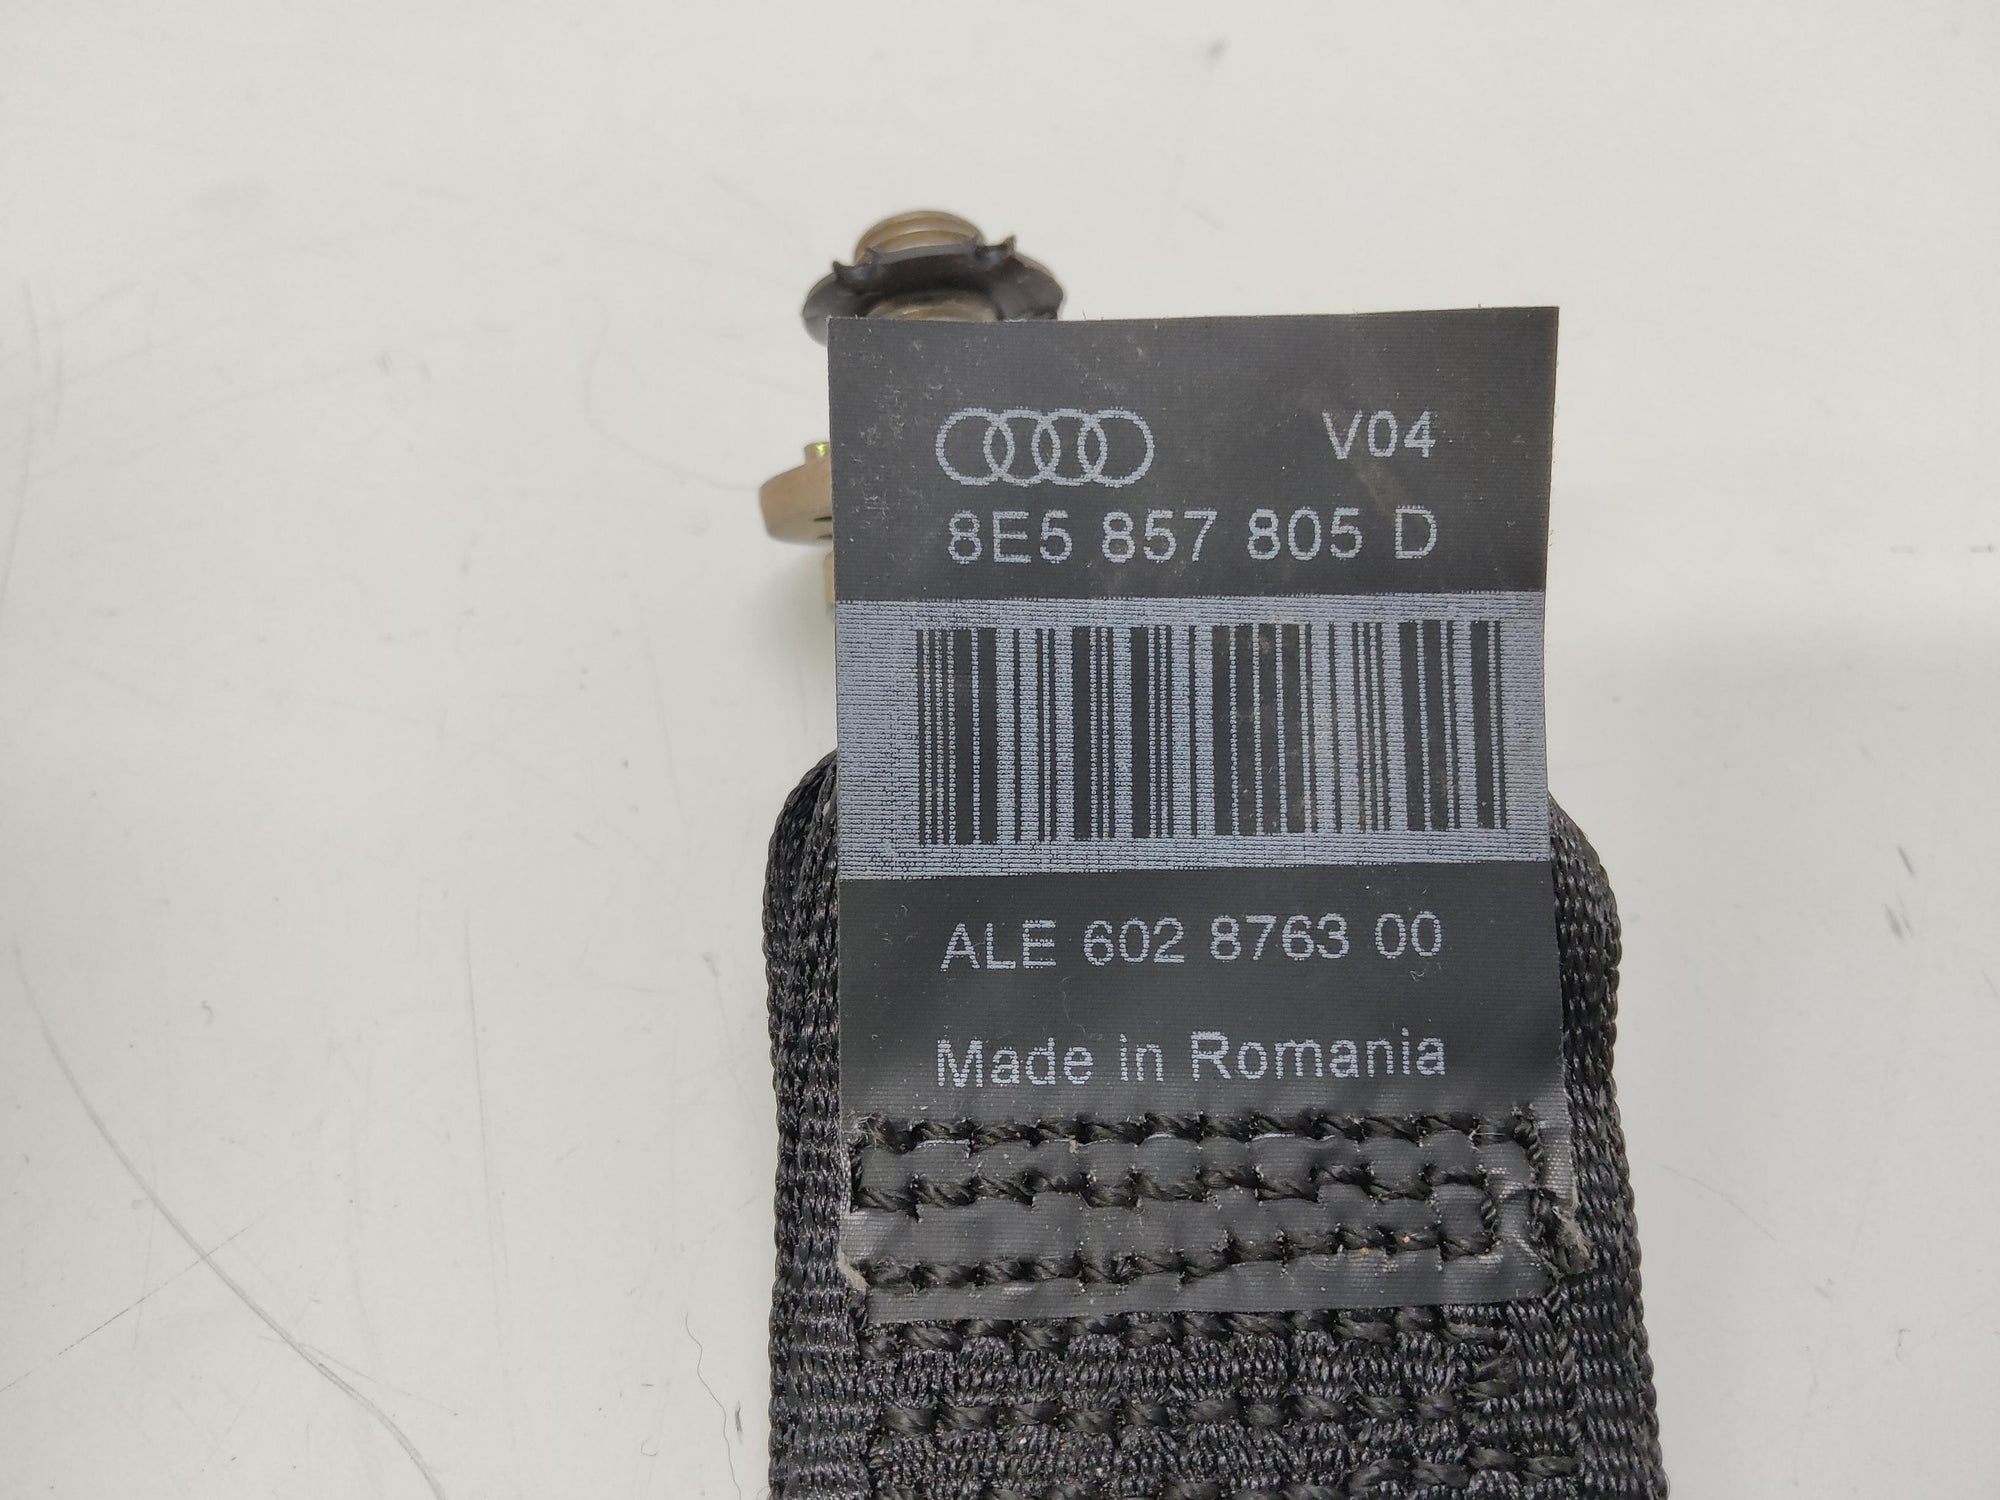 V04
8E5 857 805 D
ALE 602 8763 00
Made in Romania